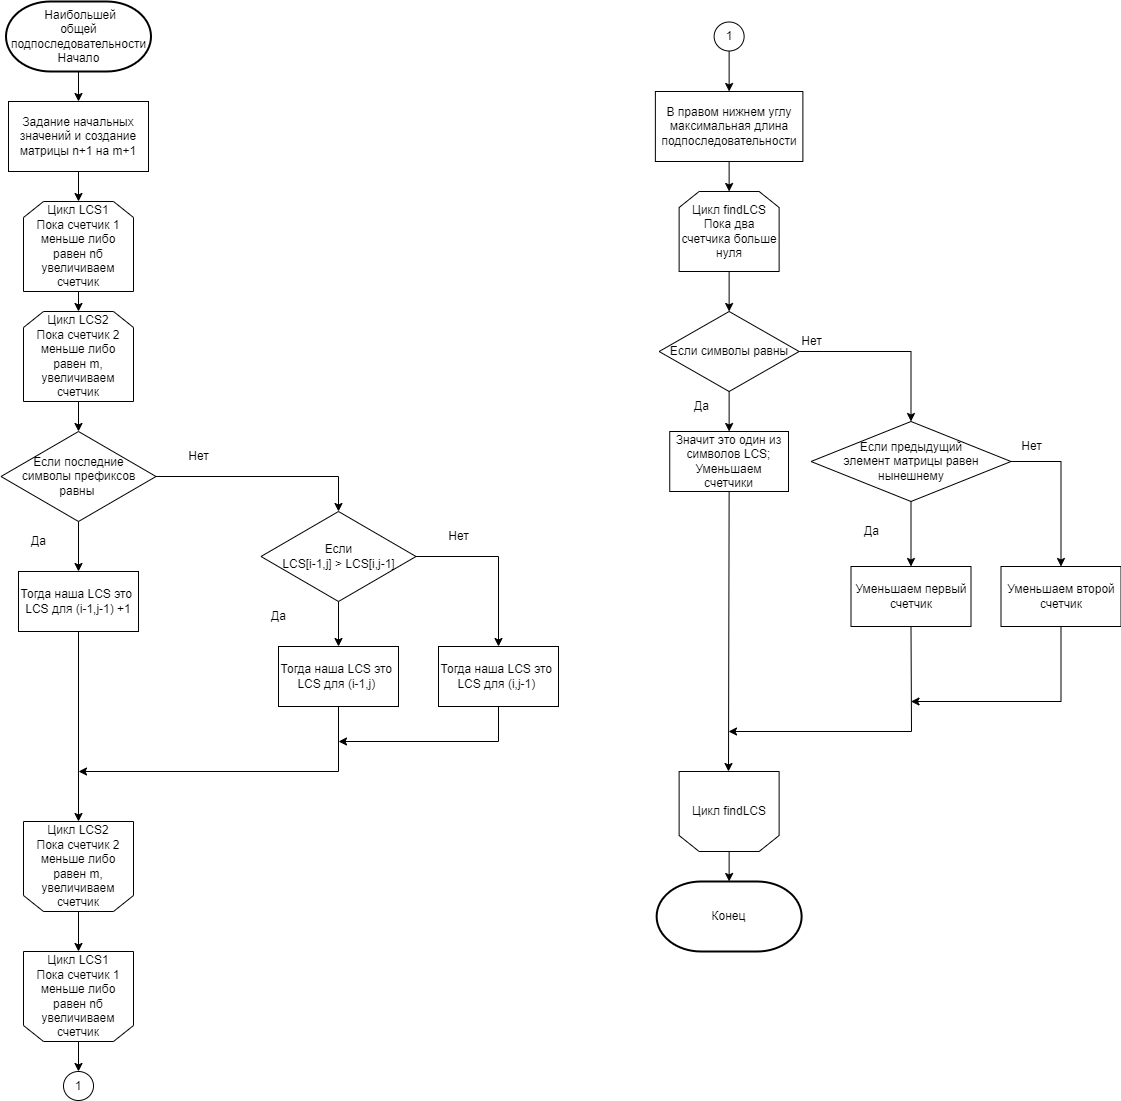 Наибольшей
общей
подпоследовательности
Начало
Задание начальных
значений и создание
матрицы n+1 на m+1
Цикл LCS1
Пока счетчик 1
меньше либо
равен nб
увеличиваем
счетчик
Цикл LCS2
Пока счетчик 2
меньше либо
равен m,
увеличиваем
счетчик
Если последние
символы префиксов
равны
Нет
Да
Если
LCS[i-1,j] > LCS[i,j-1]
Нет
Да
Тогда наша LCS это
LCS для (i-1,j-1) +1
Тогда наша LCS это
LCS для (i-1,j)
Тогда наша LCS это
LCS для (i,j-1)
Цикл LCS2
Пока счетчик 2
меньше либо
равен m,
увеличиваем
счетчик
Цикл LCS1
Пока счетчик 1
меньше либо
равен nб
увеличиваем
счетчик
1
1
В правом нижнем углу
максимальная длина
подпоследовательности
Цикл findLCS
Пока два
счетчика больше
нуля
Если символы равны
Нет
Да
Значит это один из
символов LCS;
Уменьшаем
счетчики
Если предыдущий
элемент матрицы равен
нынешнему
Нет
Да
Уменьшаем первый
счетчик
Уменьшаем второй
счетчик
Цикл findLCS
Конец